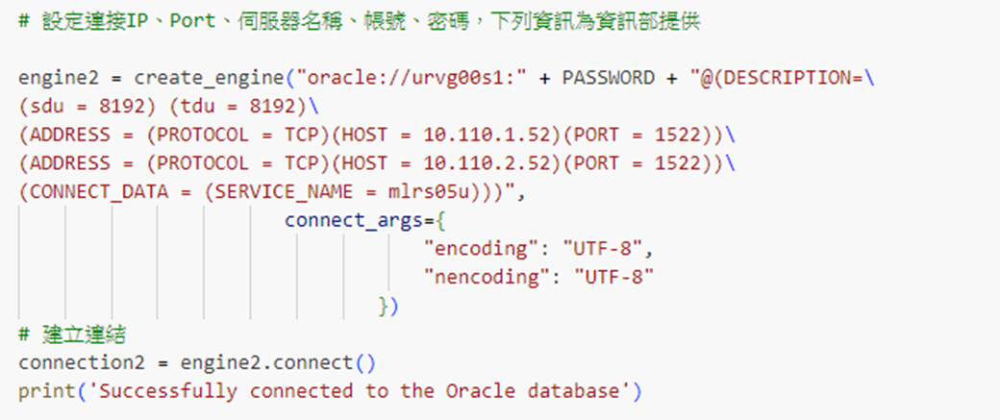 # 設定連接IP、Port、伺服器名稱、帳號、密碼，下列資訊為資訊部提供
engine2 = create_engine("oracle://urvg00s1:" + PASSWORD + "@(DESCRIPTION=\
(sdu = 8192) (tdu = 8192)\
(ADDRESS = (PROTOCOL = TCP)(HOST = 10.110.1.52)(PORT = 1522))\
(ADDRESS = (PROTOCOL = TCP)(HOST = 10.110.2.52)(PORT = 1522))\
(CONNECT_DATA = (SERVICE_NAME = mlrs05u)))",
connect_args={
"encoding": "UTF-8",
"nencoding": "UTF-8"
})
# 建立連結
connection2 = engine2.connect()
print('Successfully connected to the Oracle database')